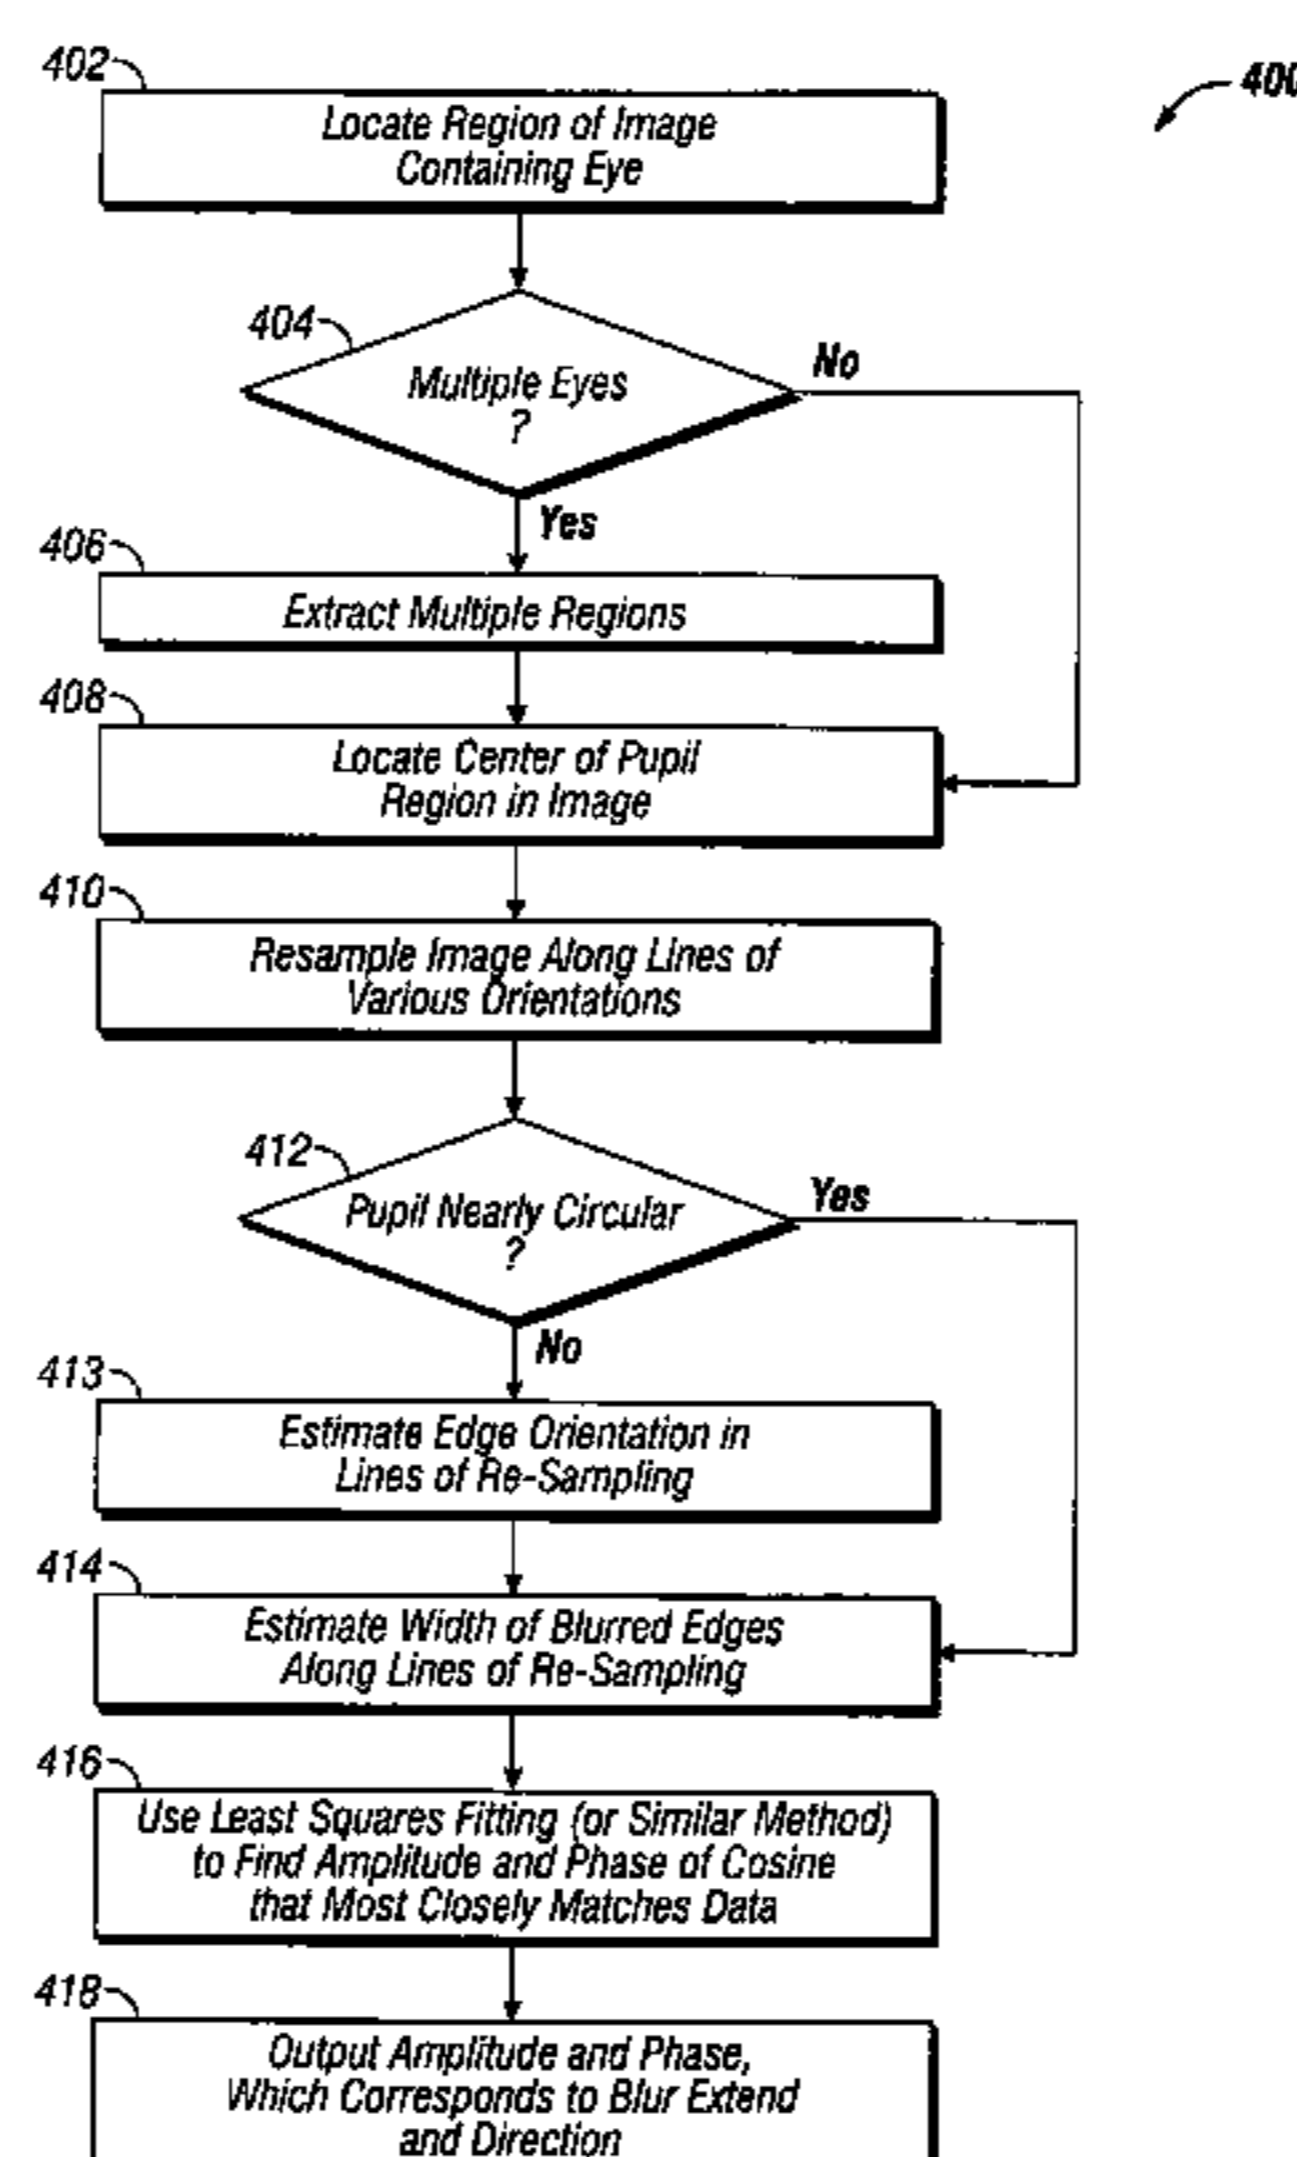 402
400
Locate Region of Image
Containing Eye
404
Multiple Eyes
?
No
Yes
406
Extract Multiple Regions
408
Locate Center of Pupil
Region in Image
410
Resample Image Along Lines of
Various Orientations
412
Pupil Nearly Circular
?
Yes
No
413
Estimate Edge Orientation in
Lines of Re-Sampling
414
Estimate Width of Blurred Edges
Along Lines of Re-Sampling
416
Use Least Squares Fitting (or Similar Method)
to Find Amplitude and Phase of Cosine
that Most Closely Matches Data
418
Output Amplitude and Phase,
Which Corresponds to Blur Extend
and Direction